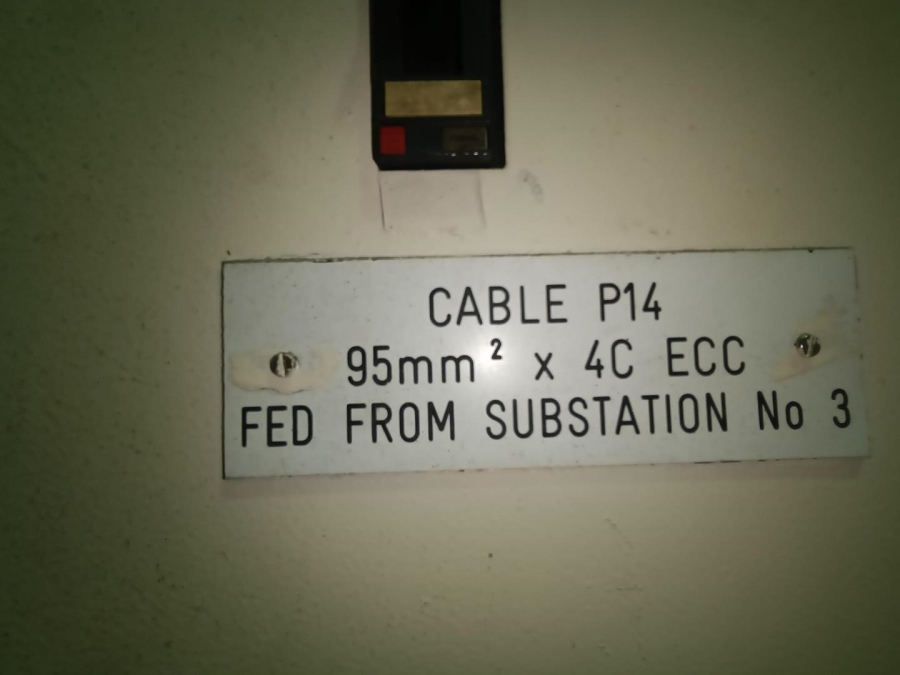 CABLE P14
95mm² x 4C ECC
FED FROM SUBSTATION No 3